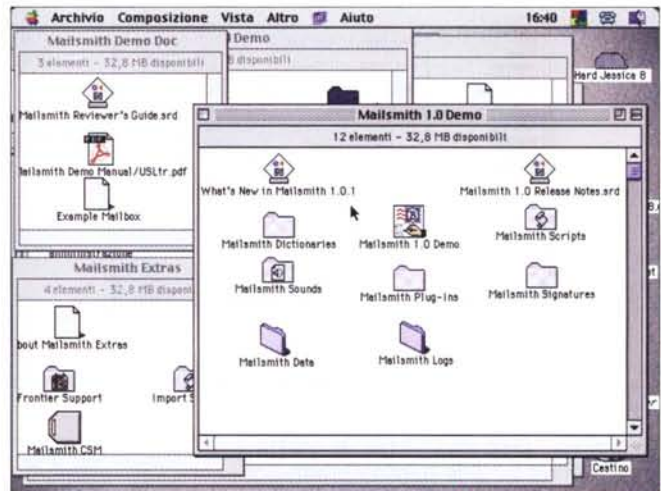 Archivio Composizione Vista Altro Aiuto 16:40
Mailsmith Demo Doc
3 elementi - 32,8 MB disponibili
Mailsmith Reviewer's Guide.srd
Mailsmith Demo Manual/USLtr.pdf
Example Mailbox
Demo
disponibili
Hard Jessica 8
Mailsmith 1.0 Demo
12 elementi - 32,8 MB disponibili
What's New in Mailsmith 1.0.1
Mailsmith 1.0 Release Notes.srd
Mailsmith Dictionaries
Mailsmith 1.0 Demo
Mailsmith Scripts
Mailsmith Sounds
Mailsmith Plug-Ins
Mailsmith Signatures
Mailsmith Data
Mailsmith Logs
Mailsmith Extras
4 elementi - 32,8 MB disponi
bout Mailsmith Extras
Frontier Support
Import S
Mailsmith CSM
Cestino